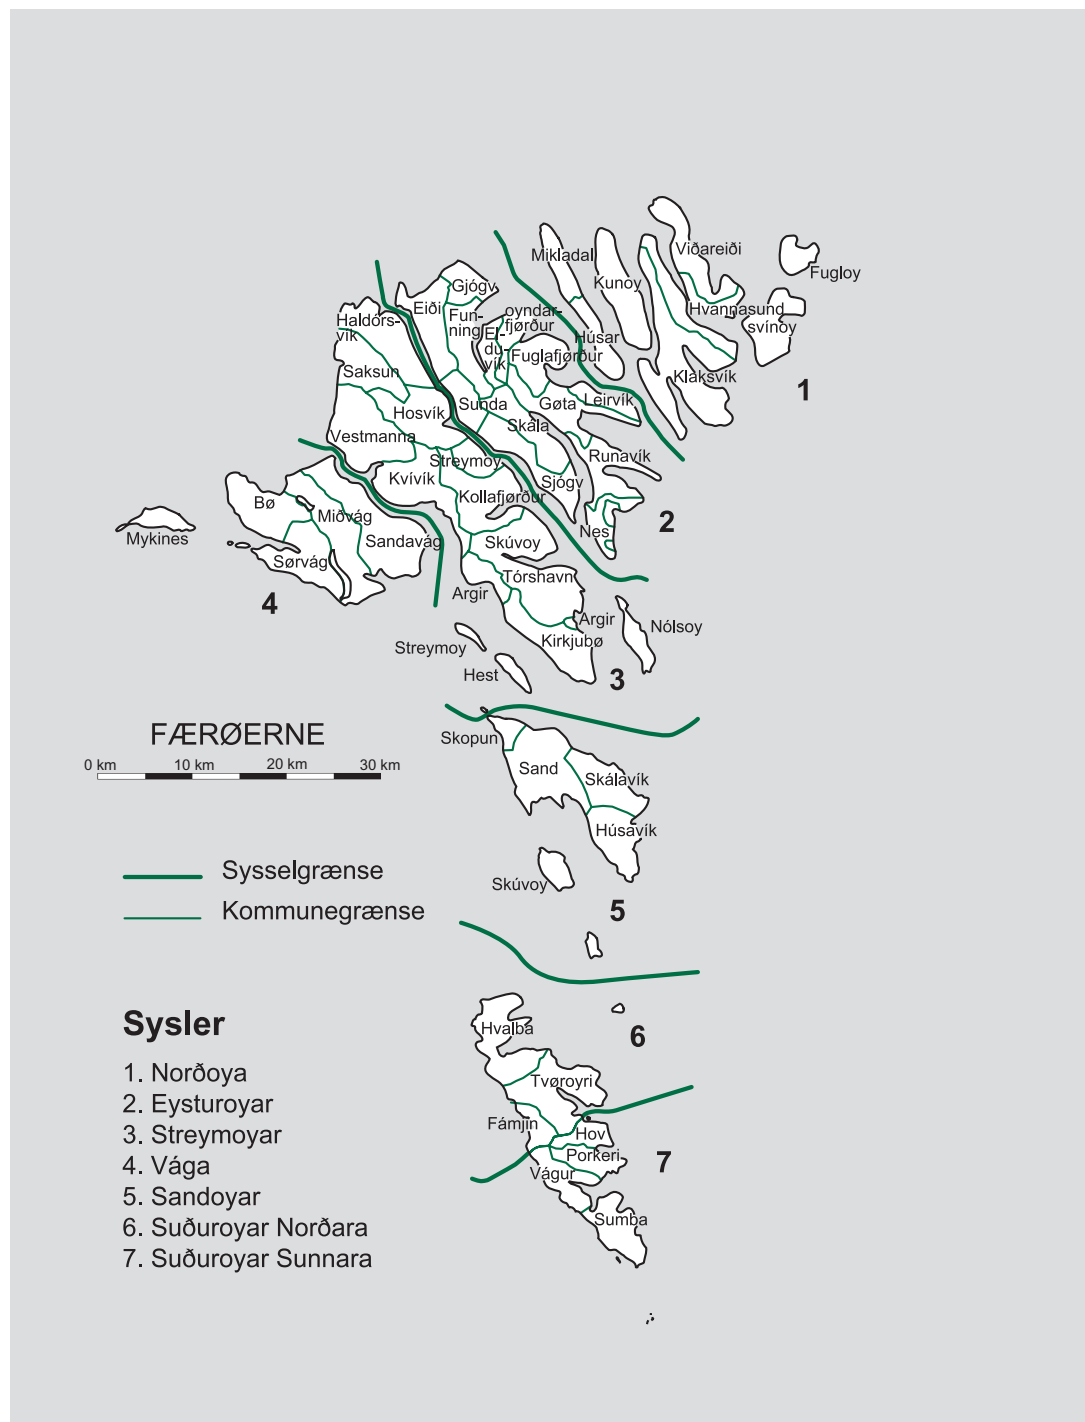 Mikladal
Viðareiði
Kunoy
Fugloy
Gjógv
Eiði
Hvannasund
svínoy
Haldórs-
vík
Fun-
ning
oyndar-
fjørður
El-
du-
vík
Húsar
Fuglafjørður
Saksun
Klaksvík
1
Sunda
Gøta
Leirvík
Hosvík
Skála
Vestmanna
Runavík
Streymoy
Kvívík
Sjógv
Kollafjørður
Bø
Miðvág
2
Mykines
Nes
Sandavág
Skúvoy
Sørvág
Tórshavn
4
Argir
Argir
Nólsoy
Streymoy
Kirkjubø
Hest
3
FÆRØERNE
Skopun
0 km 10 km 20 km 30 km
Sand
Skálavík
Húsavík
Sysselgrænse
Skúvoy
Kommunegrænse
5
Sysler
Hvalba
6
1. Norðoya
Tvøroyri
2. Eysturoyar
Fámjin
3. Streymoyar
Hov
Porkeri
7
4. Vága
Vágur
5. Sandoyar
Sumba
6. Suðuroyar Norðara
7. Suðuroyar Sunnara